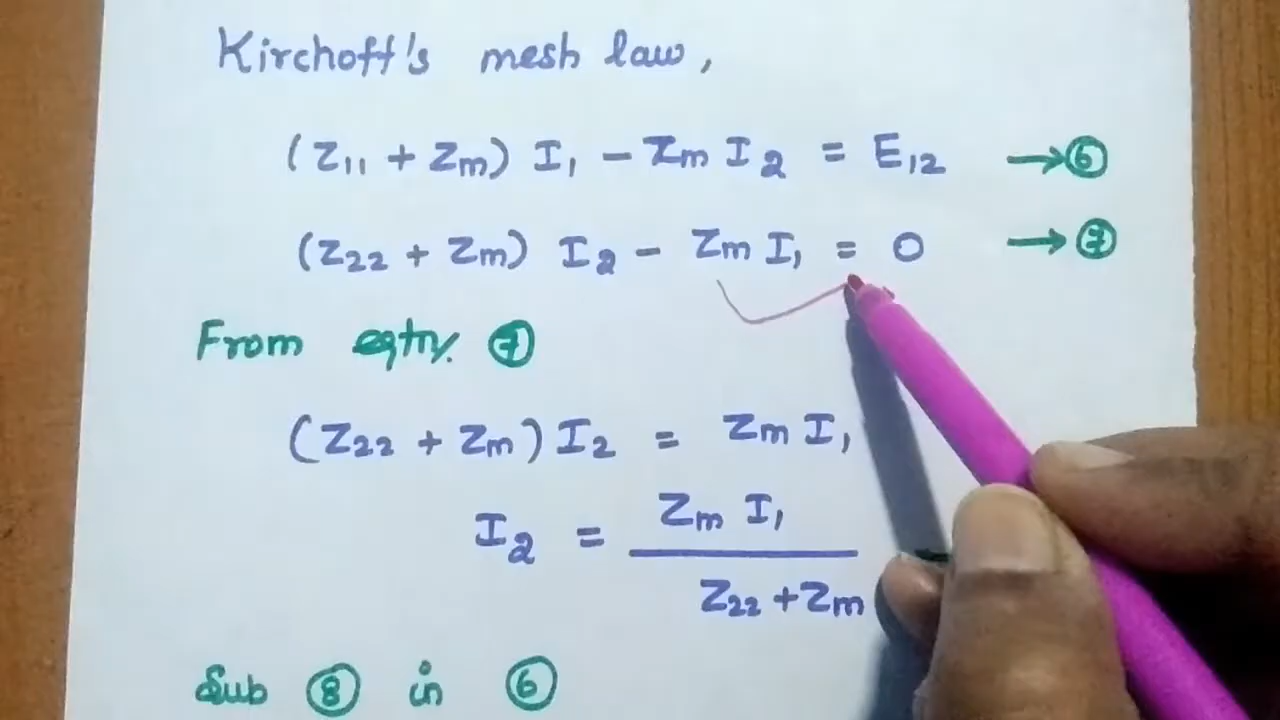 Kirchoff's mesh law,
(Z11 + Zm) I1 - Zm I2 = E12 → 6
(Z22 + Zm) I2 - Zm I1 = 0 → 7
From eqtn. 7
(Z22 + Zm) I2 = Zm I1
I2 = Zm I1 / Z22 + Zm
Sub 8 in 6